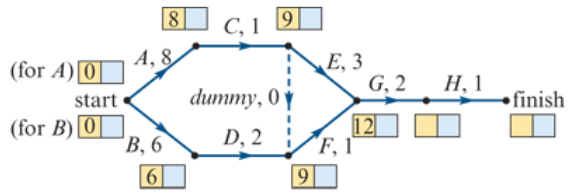 8
9
C, 1
A, 8
E, 3
(for A) 0
G, 2
H, 1
start
dummy, 0
finish
(for B) 0
12
B, 6
D, 2
F, 1
6
9